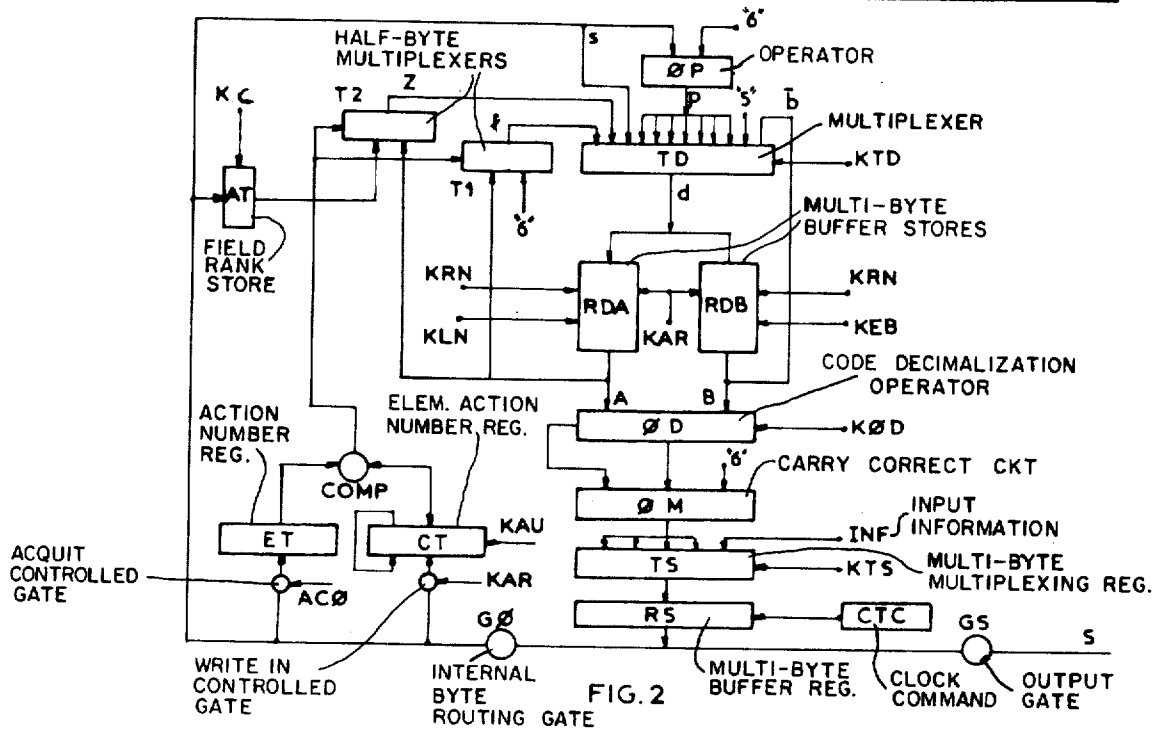 "6"
HALF-BYTE
MULTIPLEXERS
s
ØP
OPERATOR
KC
T2
Z
p
"5"
b̄
f
MULTIPLEXER
TD
KTD
AT
T1
"6"
d
MULTI-BYTE
BUFFER STORES
FIELD
RANK
STORE
KRN
KRN
RDA
RDB
KLN
KAR
KEB
CODE DECIMALIZATION
OPERATOR
A
B
ACTION
NUMBER
REG.
ELEM. ACTION
NUMBER REG.
ØD
KØD
"6"
CARRY CORRECT CKT
COMP
ØM
INPUT
INFORMATION
INF
KAU
ET
CT
TS
KTS
MULTI-BYTE
MULTIPLEXING REG.
ACQUIT
CONTROLLED
GATE
ACØ
KAR
GØ
RS
CTC
GS
S
WRITE IN
CONTROLLED
GATE
INTERNAL
BYTE
ROUTING GATE
FIG. 2
MULTI-BYTE
BUFFER REG.
CLOCK
COMMAND
OUTPUT
GATE